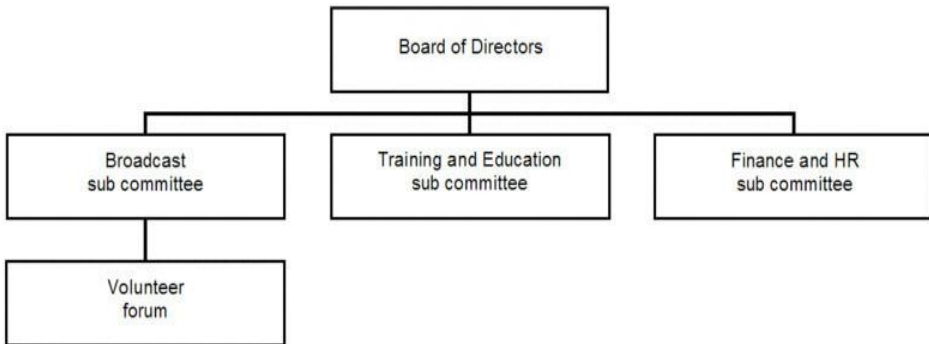 Board of Directors
Broadcast
sub committee
Training and Education
sub committee
Finance and HR
sub committee
Volunteer
forum